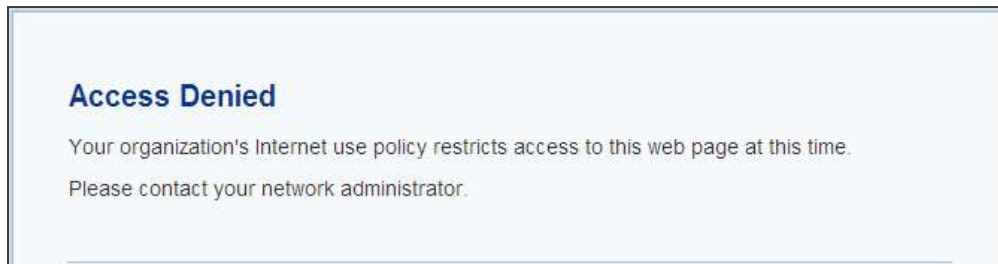 Access Denied
Your organization's Internet use policy restricts access to this web page at this time.
Please contact your network administrator.